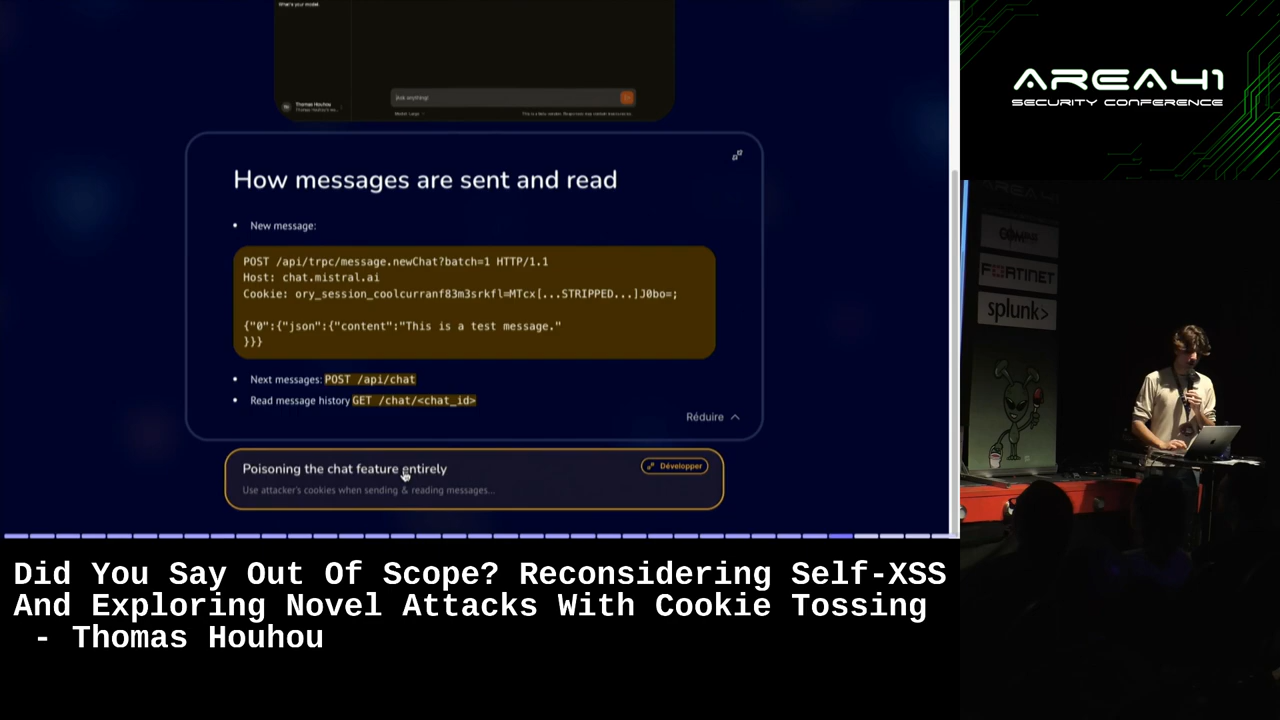 What's your model.
Ask anything!
Thomas Houhou
Mistral Large
AREA41
SECURITY CONFERENCE
How messages are sent and read
New message:
POST /api/trpc/message.newChat?batch=1 HTTP/1.1
Host: chat.mistral.ai
Cookie: ory_session_coolcurranf83m3srkfl=MTcx[...STRIPPED...]J0bo=;
{"0":{"json":{"content":"This is a test message."
}}}
Next messages: POST /api/chat
Read message history GET /chat/<chat_id>
Réduire
Poisoning the chat feature entirely
Développer
Use attacker's cookies when sending & reading messages...
FORTINET
splunk>
Did You Say Out Of Scope? Reconsidering Self-XSS
And Exploring Novel Attacks With Cookie Tossing
- Thomas Houhou